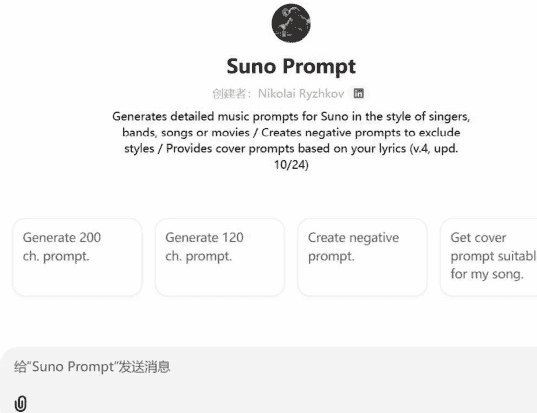 Suno Prompt
创建者：Nikolai Ryzhkov in
Generates detailed music prompts for Suno in the style of singers,
bands, songs or movies / Creates negative prompts to exclude
styles / Provides cover prompts based on your lyrics (v.4, upd.
10/24)
Generate 200
ch. prompt.
Generate 120
ch. prompt.
Create negative
prompt.
Get cover
prompt suitabl
for my song.
给“Suno Prompt”发送消息